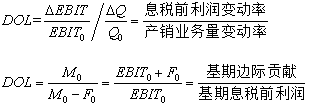 DOL=ΔEBIT/EBIT₀ / ΔQ/Q₀ = 息税前利润变动率/产销业务量变动率
DOL = M₀/(M₀−F₀) = (EBIT₀+F₀)/EBIT₀ = 基期边际贡献/基期息税前利润